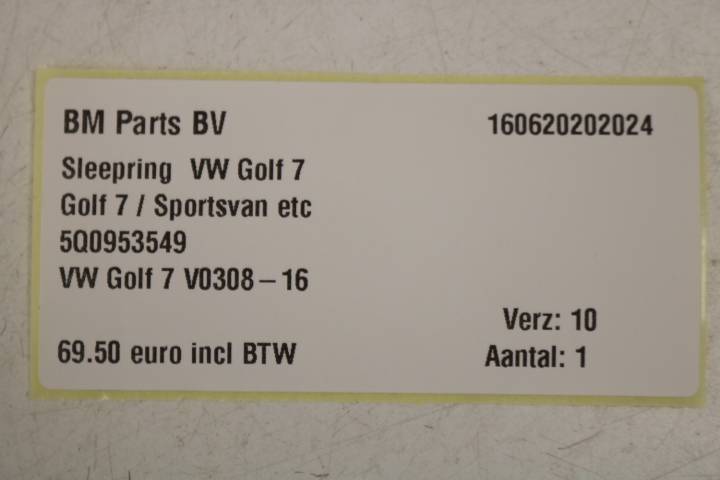 BM Parts BV 160620202024
Sleepring VW Golf 7
Golf 7 / Sportsvan etc
5Q0953549
VW Golf 7 V0308-16
Verz: 10
69.50 euro incl BTW Aantal: 1